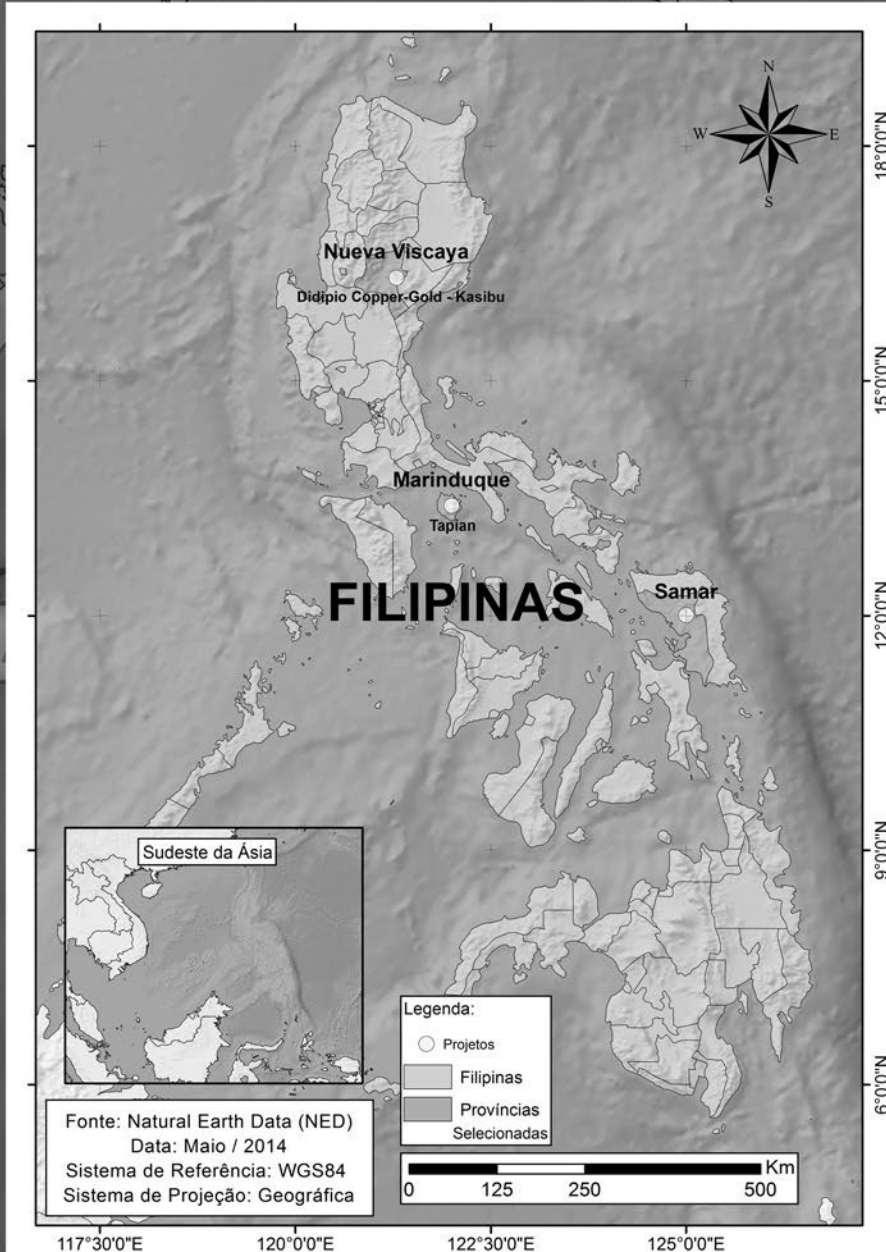 N
W E
S
18°0'0"N
Nueva Viscaya
Didipio Copper-Gold - Kasibu
15°0'0"N
Marinduque
Tapian
FILIPINAS
Samar
12°0'0"N
9°0'0"N
Sudeste da Ásia
Legenda:
Projetos
Filipinas
Províncias
Selecionadas
6°0'0"N
Fonte: Natural Earth Data (NED)
Data: Maio / 2014
Sistema de Referência: WGS84
Sistema de Projeção: Geográfica
Km
0 125 250 500
117°30'0"E 120°0'0"E 122°30'0"E 125°0'0"E